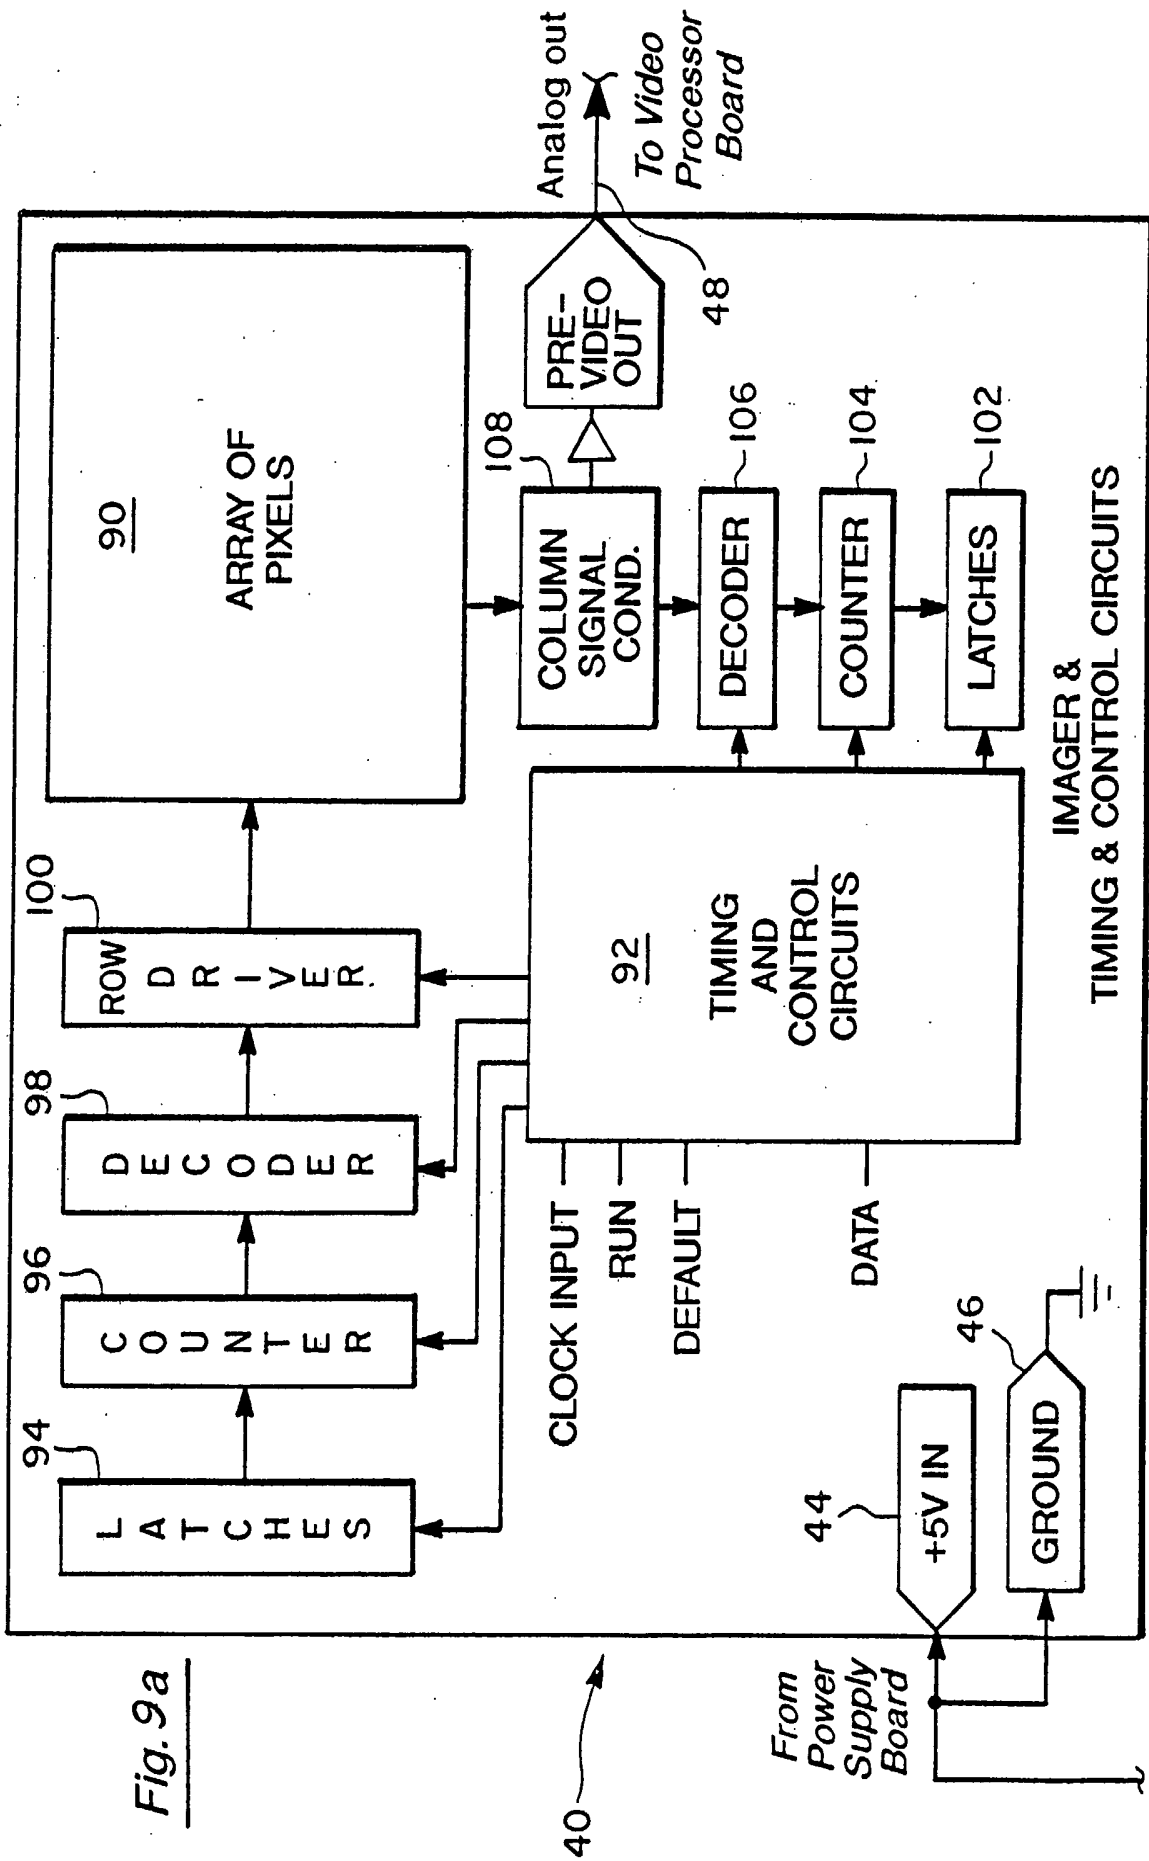 Fig. 9a
40
94
96
98
100
LATCHES
COUNTER
DECODER
ROW
DRIVER
90
ARRAY OF
PIXELS
CLOCK INPUT
RUN
DEFAULT
DATA
92
TIMING
AND
CONTROL
CIRCUITS
108
COLUMN
SIGNAL
COND.
PRE-
VIDEO
OUT
48
Analog out
To Video
Processor
Board
DECODER
106
COUNTER
104
LATCHES
102
From
Power
Supply
Board
44
+5V IN
46
GROUND
IMAGER &
TIMING & CONTROL CIRCUITS